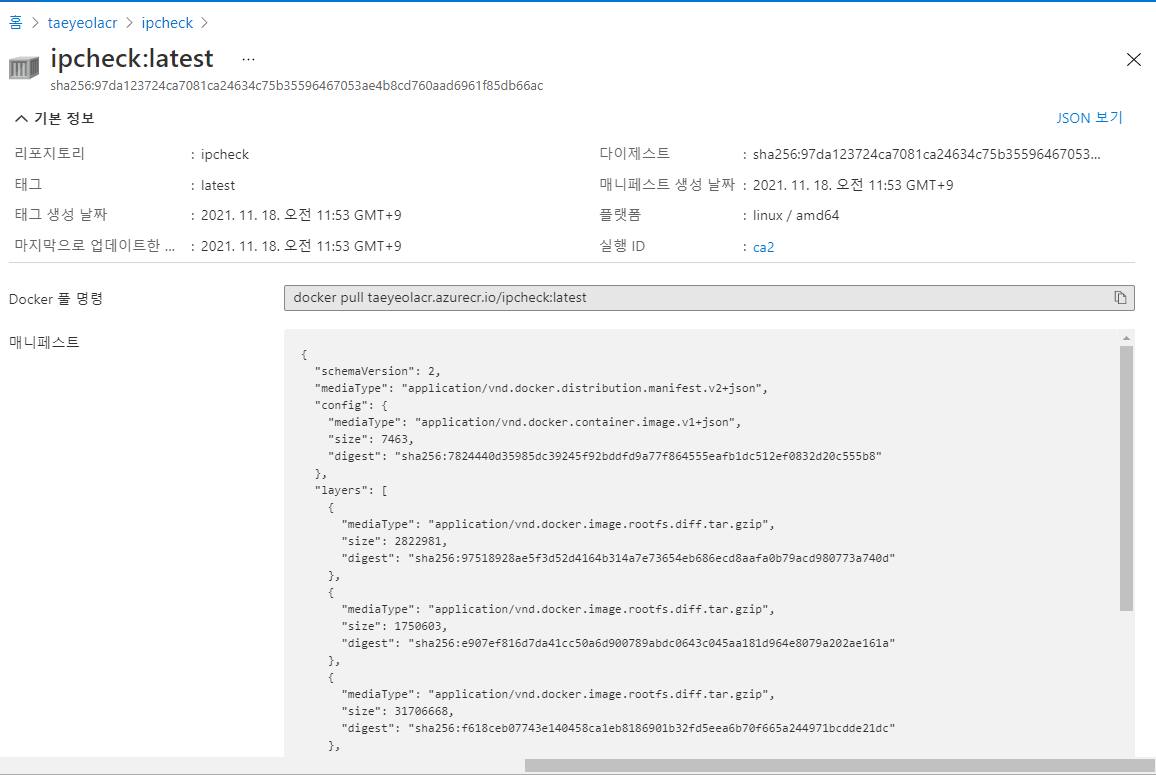 홈 > taeyeolacr > ipcheck >
ipcheck:latest ...
sha256:97da123724ca7081ca24634c75b35596467053ae4b8cd760aad6961f85db66ac
기본 정보 JSON 보기
리포지토리 : ipcheck 다이제스트 : sha256:97da123724ca7081ca24634c75b35596467053...
태그 : latest 매니페스트 생성 날짜 : 2021. 11. 18. 오전 11:53 GMT+9
태그 생성 날짜 : 2021. 11. 18. 오전 11:53 GMT+9 플랫폼 : linux / amd64
마지막으로 업데이트한 ... : 2021. 11. 18. 오전 11:53 GMT+9 실행 ID : ca2
Docker 풀 명령 docker pull taeyeolacr.azurecr.io/ipcheck:latest
매니페스트
{
"schemaVersion": 2,
"mediaType": "application/vnd.docker.distribution.manifest.v2+json",
"config": {
"mediaType": "application/vnd.docker.container.image.v1+json",
"size": 7463,
"digest": "sha256:7824440d35985dc39245f92bddfd9a77f864555eafb1dc512ef0832d20c555b8"
},
"layers": [
{
"mediaType": "application/vnd.docker.image.rootfs.diff.tar.gzip",
"size": 2822981,
"digest": "sha256:97518928ae5f3d52d4164b314a7e73654eb686ecd8aafa0b79acd980773a740d"
},
{
"mediaType": "application/vnd.docker.image.rootfs.diff.tar.gzip",
"size": 1750603,
"digest": "sha256:e907ef816d7da41cc50a6d900789abdc0643c045aa181d964e8079a202ae161a"
},
{
"mediaType": "application/vnd.docker.image.rootfs.diff.tar.gzip",
"size": 31706668,
"digest": "sha256:f618ceb07743e140458ca1eb8186901b32fd5eea6b70f665a244971bcdde21dc"
},